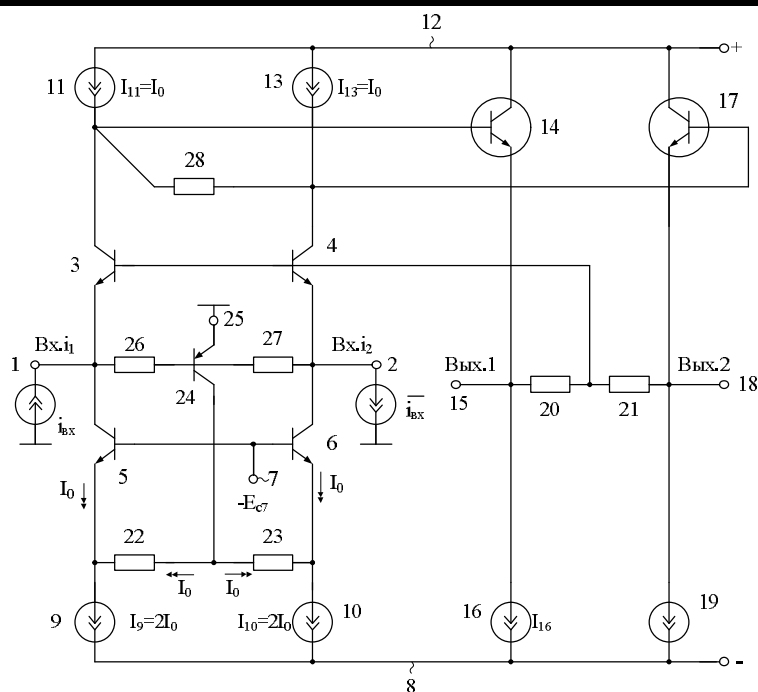 12
+
11
I₁₁=I₀
13
I₁₃=I₀
14
17
28
3
4
25
Вх.i₁
26
27
Вх.i₂
1
2
24
Вых.1
Вых.2
15
20
21
18
iвх
iвх
5
6
7
I₀
-Ec7
I₀
22
23
I₀
I₀
9
I₉=2I₀
I₁₀=2I₀
10
16
I₁₆
19
8
-